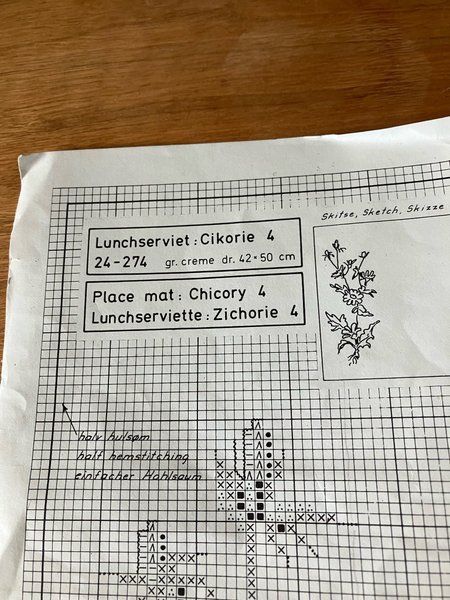 Lunchserviet : Cikorie 4
24-274 gr. creme dr. 42×50 cm
Place mat : Chicory 4
Lunchserviette : Zichorie 4
Skitse, Sketch, Skizze
halv hulsøm
half hemstitching
einfacher Hohlsaum